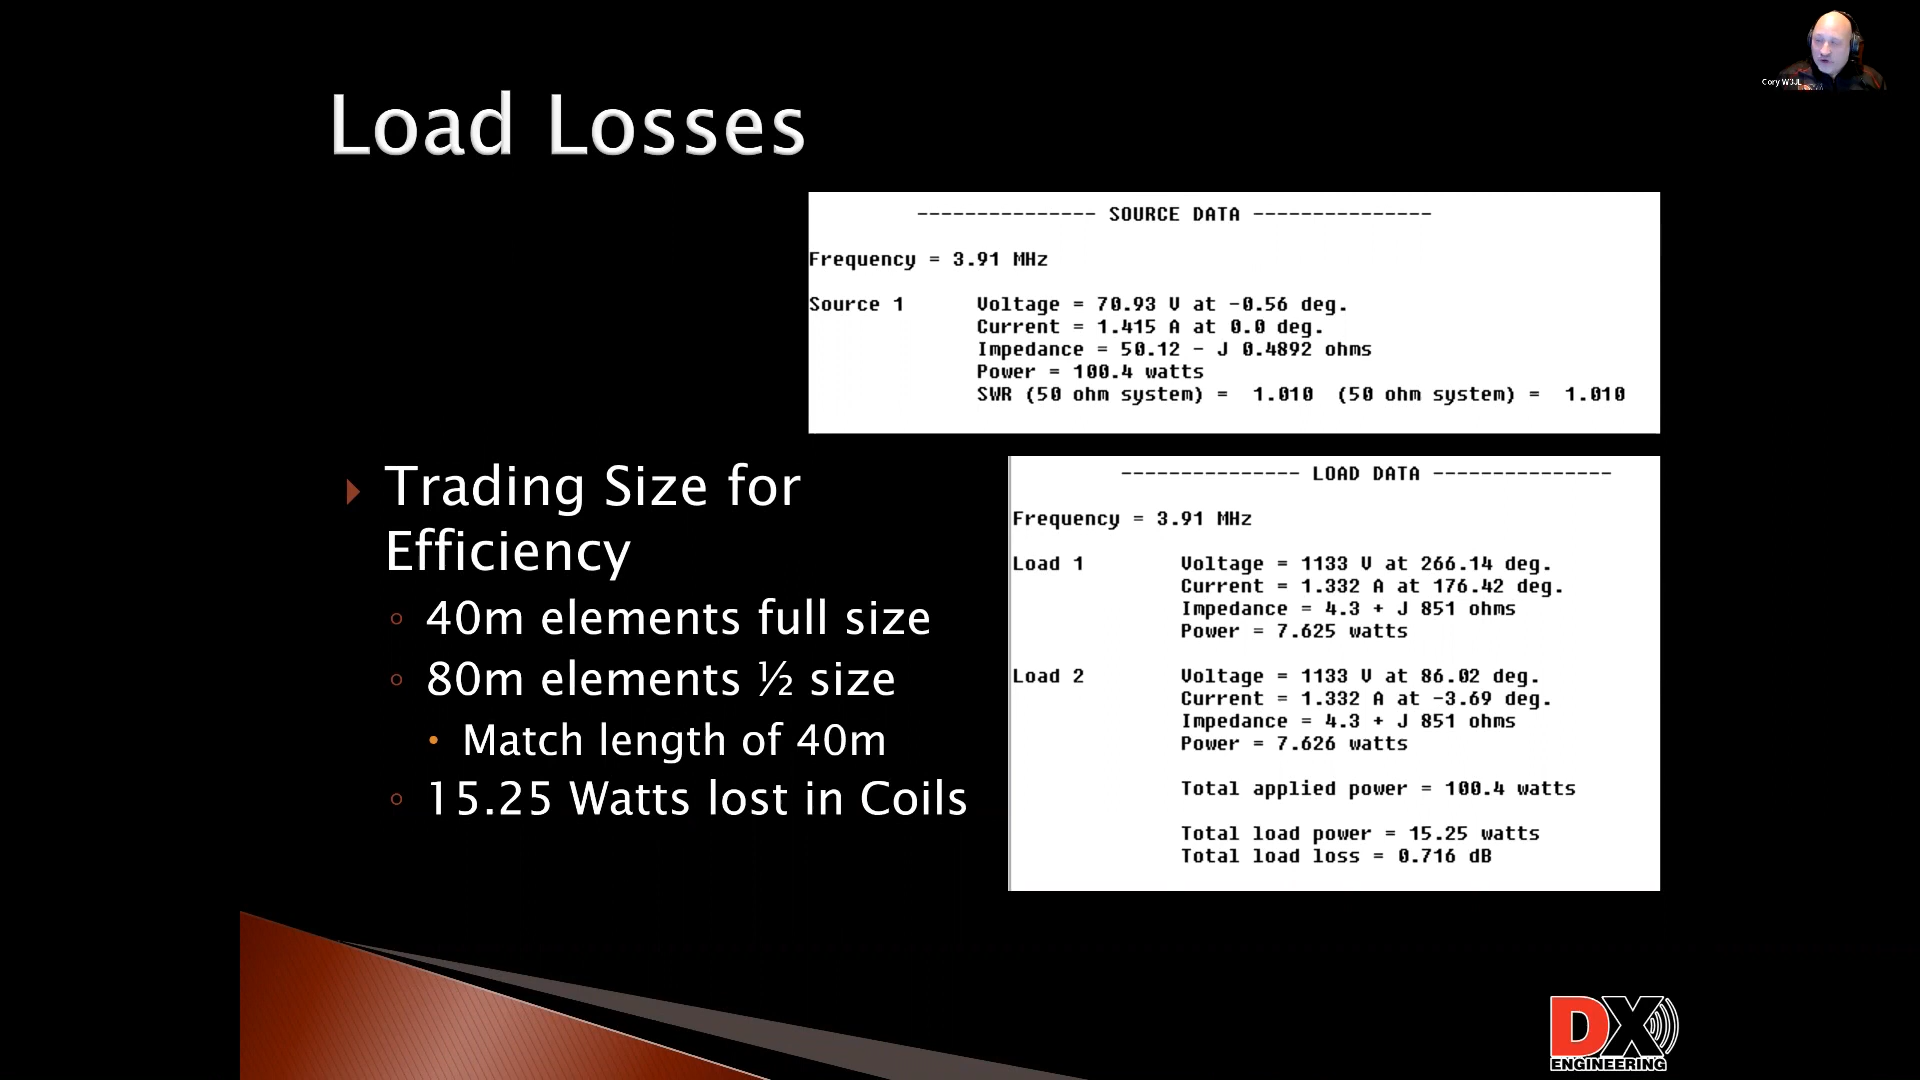 Load Losses
Cory W3JL
--------------- SOURCE DATA ---------------
Frequency = 3.91 MHz
Source 1 Voltage = 70.93 V at -0.56 deg.
Current = 1.415 A at 0.0 deg.
Impedance = 50.12 - J 0.4892 ohms
Power = 100.4 watts
SWR (50 ohm system) = 1.010 (50 ohm system) = 1.010
Trading Size for
Efficiency
40m elements full size
80m elements ½ size
Match length of 40m
15.25 Watts lost in Coils
--------------- LOAD DATA ---------------
Frequency = 3.91 MHz
Load 1 Voltage = 1133 V at 266.14 deg.
Current = 1.332 A at 176.42 deg.
Impedance = 4.3 + J 851 ohms
Power = 7.625 watts
Load 2 Voltage = 1133 V at 86.02 deg.
Current = 1.332 A at -3.69 deg.
Impedance = 4.3 + J 851 ohms
Power = 7.626 watts
Total applied power = 100.4 watts
Total load power = 15.25 watts
Total load loss = 0.716 dB
DX
ENGINEERING